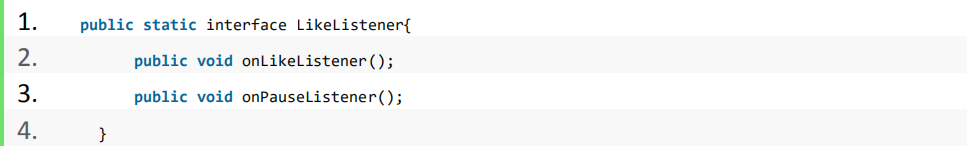 1. public static interface LikeListener{
2. public void onLikeListener();
3. public void onPauseListener();
4. }